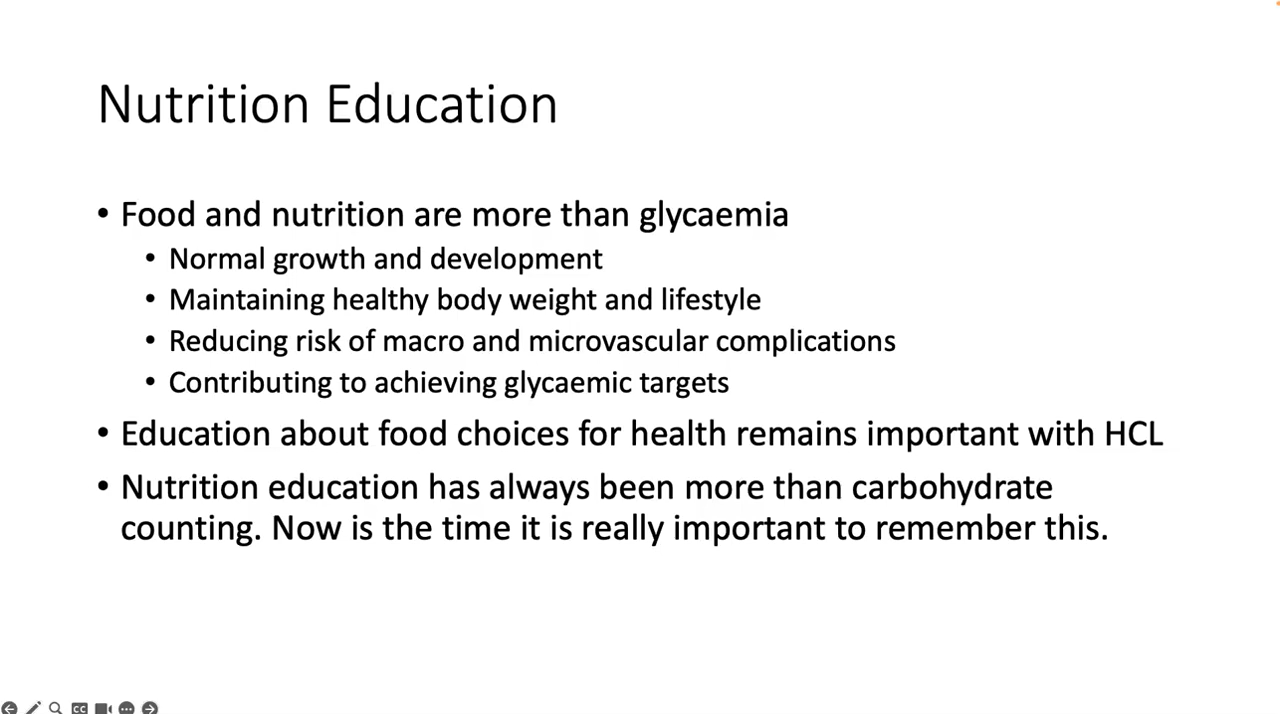 Nutrition Education
• Food and nutrition are more than glycaemia
• Normal growth and development
• Maintaining healthy body weight and lifestyle
• Reducing risk of macro and microvascular complications
• Contributing to achieving glycaemic targets
• Education about food choices for health remains important with HCL
• Nutrition education has always been more than carbohydrate
counting. Now is the time it is really important to remember this.
CC